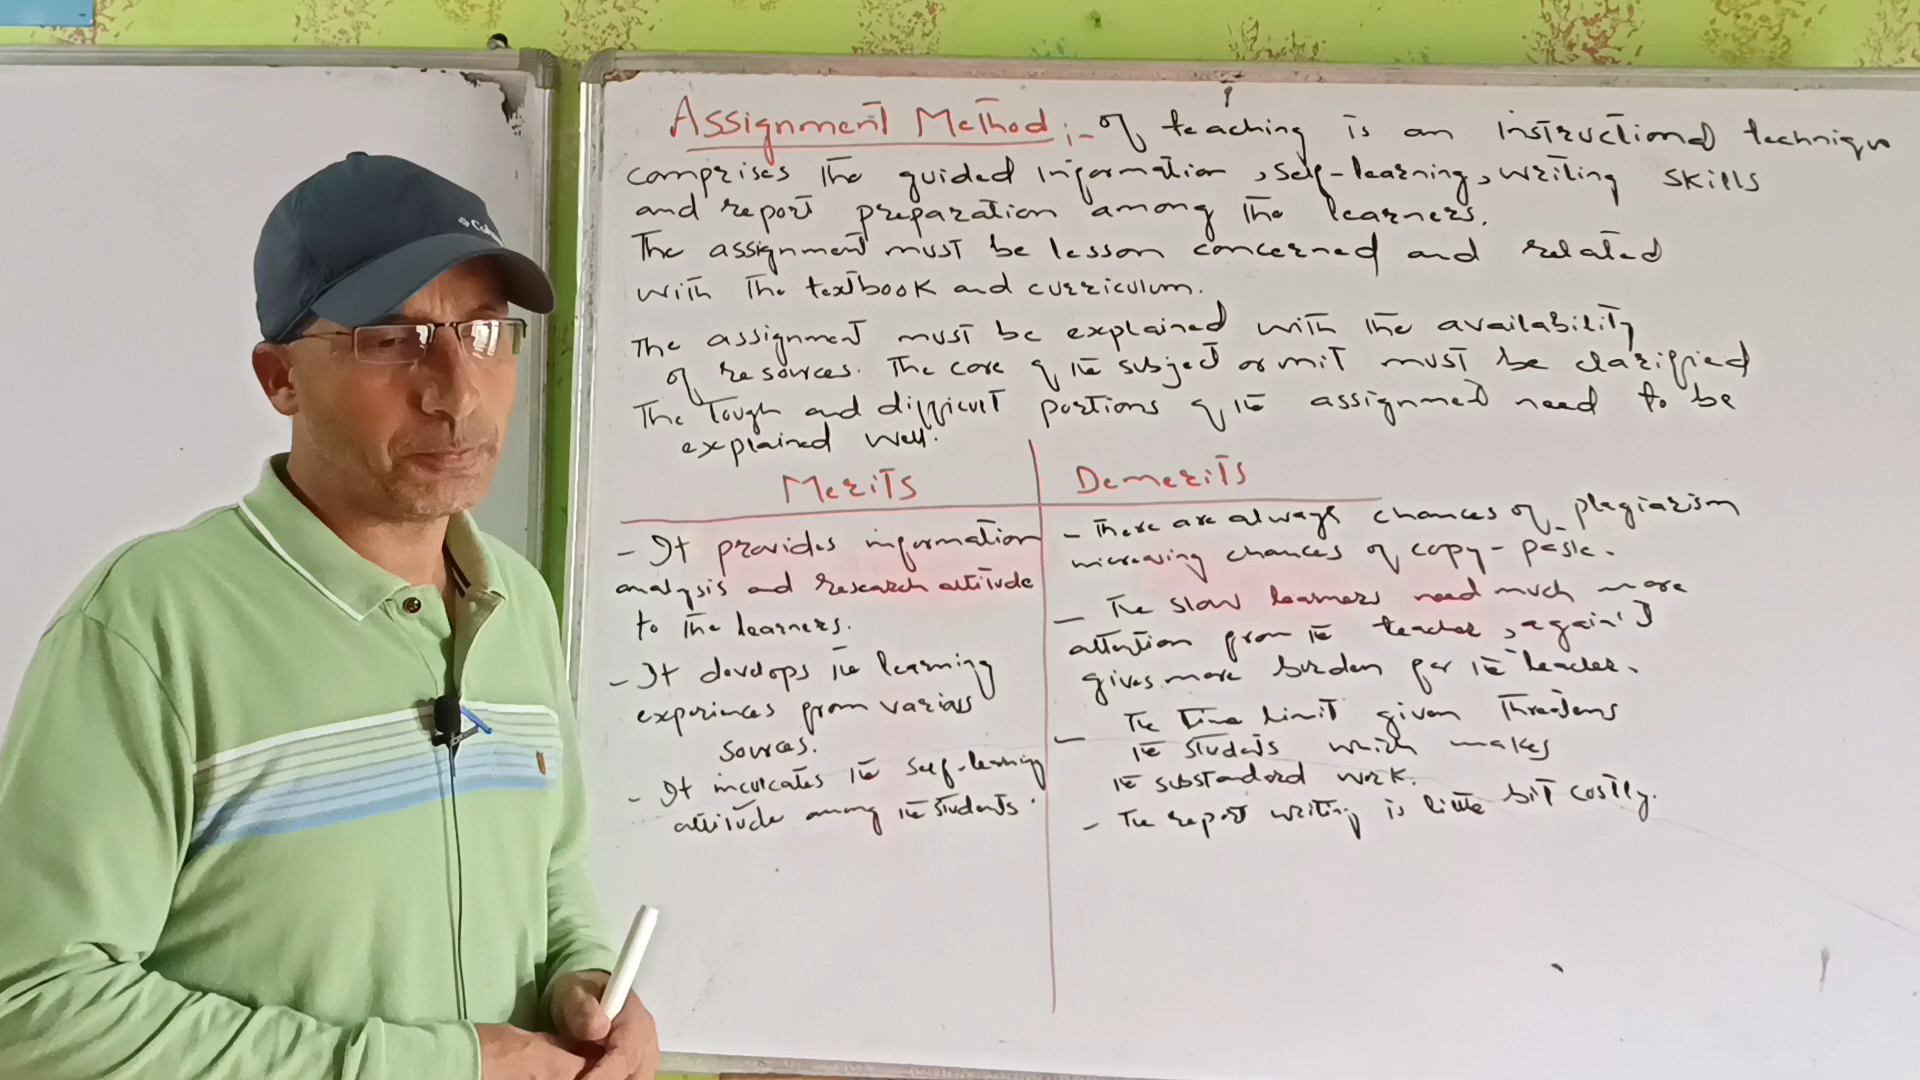 Assignment Method :- of teaching is an instructional techniqu
comprises the guided information, self-learning, writing skills
and report preparation among the learners.
The assignment must be lesson concerned and related
with the textbook and curriculum.
The assignment must be explained with the availability
of resources. The core of the subject or unit must be clarified
The tough and difficult portions of the assignment need to be
explained well.
Merits
- It provides information
analysis and research attitude
to the learners.
- It develops the learning
experiences from various
sources.
- It inculcates the self-learning
attitude among the students.
Demerits
- There are always chances of plagiarism
increasing chances of copy-paste.
- The slow learners need much more
attention from the teacher, again
gives more burden for the teacher.
- The time limit given threatens
the students which makes
the substandard work.
- The report writing is little bit costly.